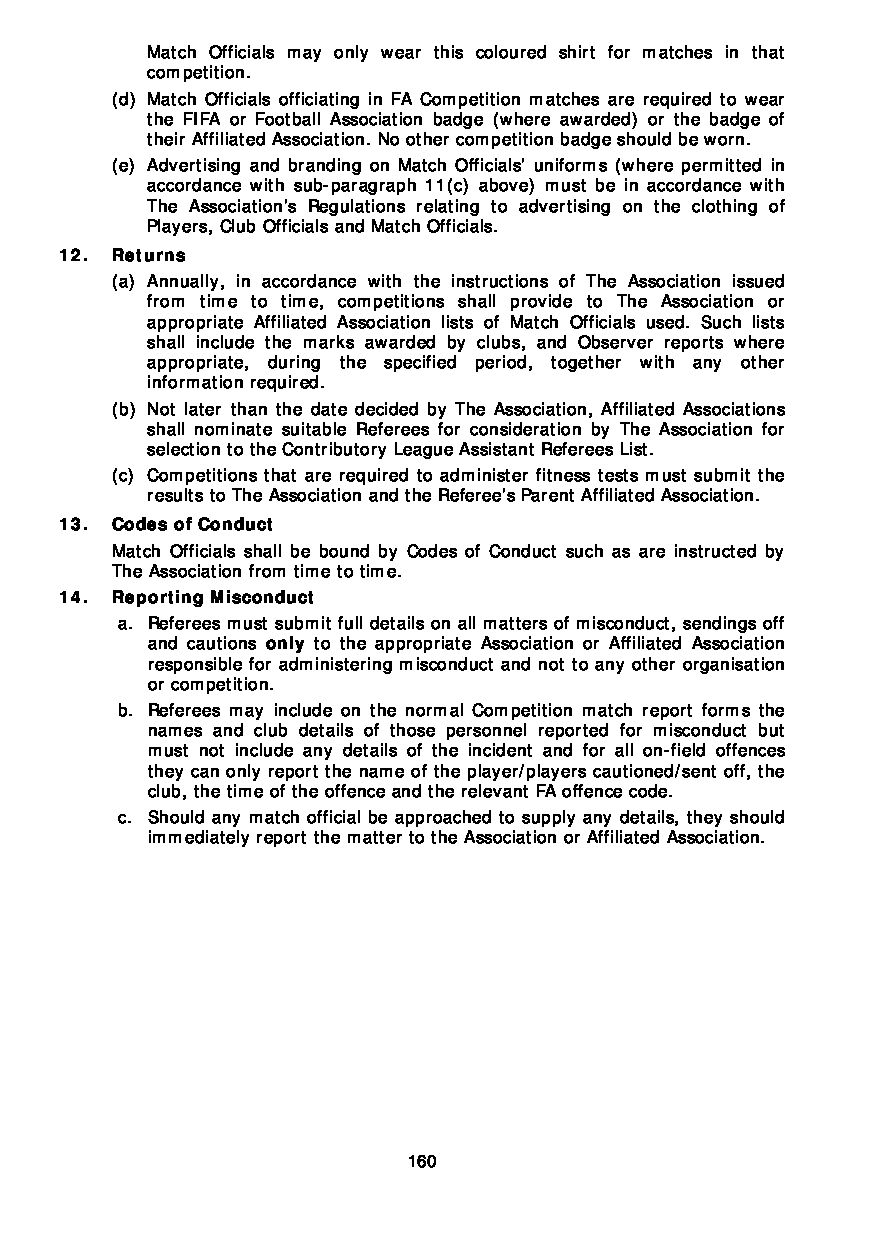 Match Officials may only wear this coloured shirt for matches in that
competition.
(d) Match Officials officiating in FA Competition matches are required to wear
the FIFA or Football Association badge (where awarded) or the badge of
their Affiliated Association. No other competition badge should be worn.
(e) Advertising and branding on Match Officials' uniforms (where permitted in
accordance with sub-paragraph 11(c) above) must be in accordance with
The Association's Regulations relating to advertising on the clothing of
Players, Club Officials and Match Officials.
12. Returns
(a) Annually, in accordance with the instructions of The Association issued
from time to time, competitions shall provide to The Association or
appropriate Affiliated Association lists of Match Officials used. Such lists
shall include the marks awarded by clubs, and Observer reports where
appropriate, during the specified period, together with any other
information required.
(b) Not later than the date decided by The Association, Affiliated Associations
shall nominate suitable Referees for consideration by The Association for
selection to the Contributory League Assistant Referees List.
(c) Competitions that are required to administer fitness tests must submit the
results to The Association and the Referee's Parent Affiliated Association.
13. Codes of Conduct
Match Officials shall be bound by Codes of Conduct such as are instructed by
The Association from time to time.
14. Reporting Misconduct
a. Referees must submit full details on all matters of misconduct, sendings off
and cautions only to the appropriate Association or Affiliated Association
responsible for administering misconduct and not to any other organisation
or competition.
b. Referees may include on the normal Competition match report forms the
names and club details of those personnel reported for misconduct but
must not include any details of the incident and for all on-field offences
they can only report the name of the player/players cautioned/sent off, the
club, the time of the offence and the relevant FA offence code.
c. Should any match official be approached to supply any details, they should
immediately report the matter to the Association or Affiliated Association.
160